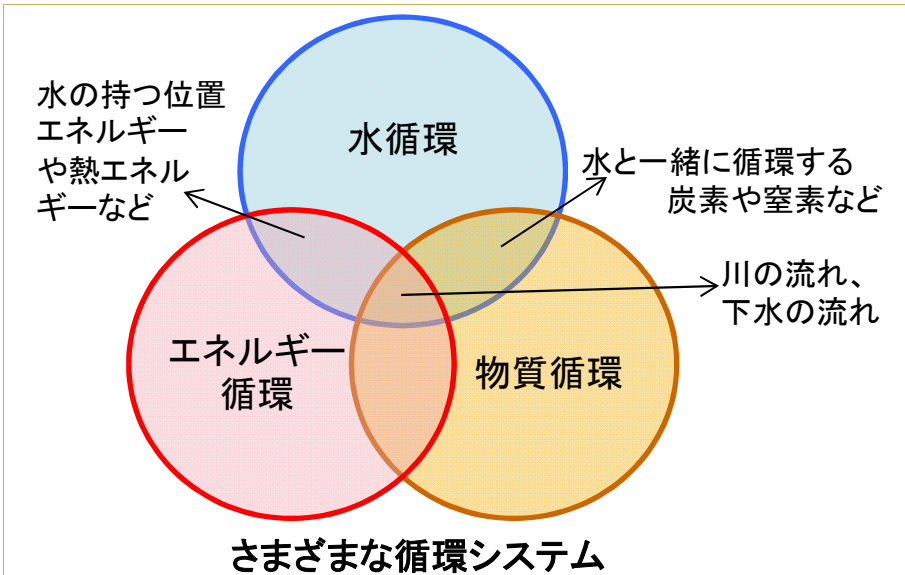 水の持つ位置
エネルギー
や熱エネル
ギーなど
水循環
水と一緒に循環する
炭素や窒素など
川の流れ、
下水の流れ
エネルギー
循環
物質循環
さまざまな循環システム